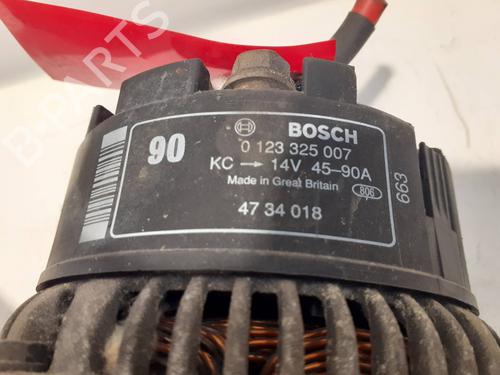 90
BOSCH
0 123 325 007
KC → 14V 45–90A
Made in Great Britain
806
663
47 34 018